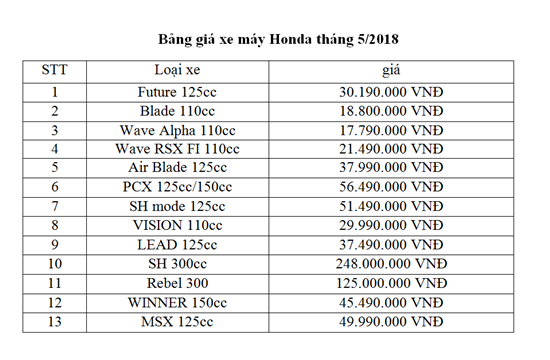 Bảng giá xe máy Honda tháng 5/2018
STT Loại xe giá
1 Future 125cc 30.190.000 VNĐ
2 Blade 110cc 18.800.000 VNĐ
3 Wave Alpha 110cc 17.790.000 VNĐ
4 Wave RSX FI 110cc 21.490.000 VNĐ
5 Air Blade 125cc 37.990.000 VNĐ
6 PCX 125cc/150cc 56.490.000 VNĐ
7 SH mode 125cc 51.490.000 VNĐ
8 VISION 110cc 29.990.000 VNĐ
9 LEAD 125cc 37.490.000 VNĐ
10 SH 300cc 248.000.000 VNĐ
11 Rebel 300 125.000.000 VNĐ
12 WINNER 150cc 45.490.000 VNĐ
13 MSX 125cc 49.990.000 VNĐ